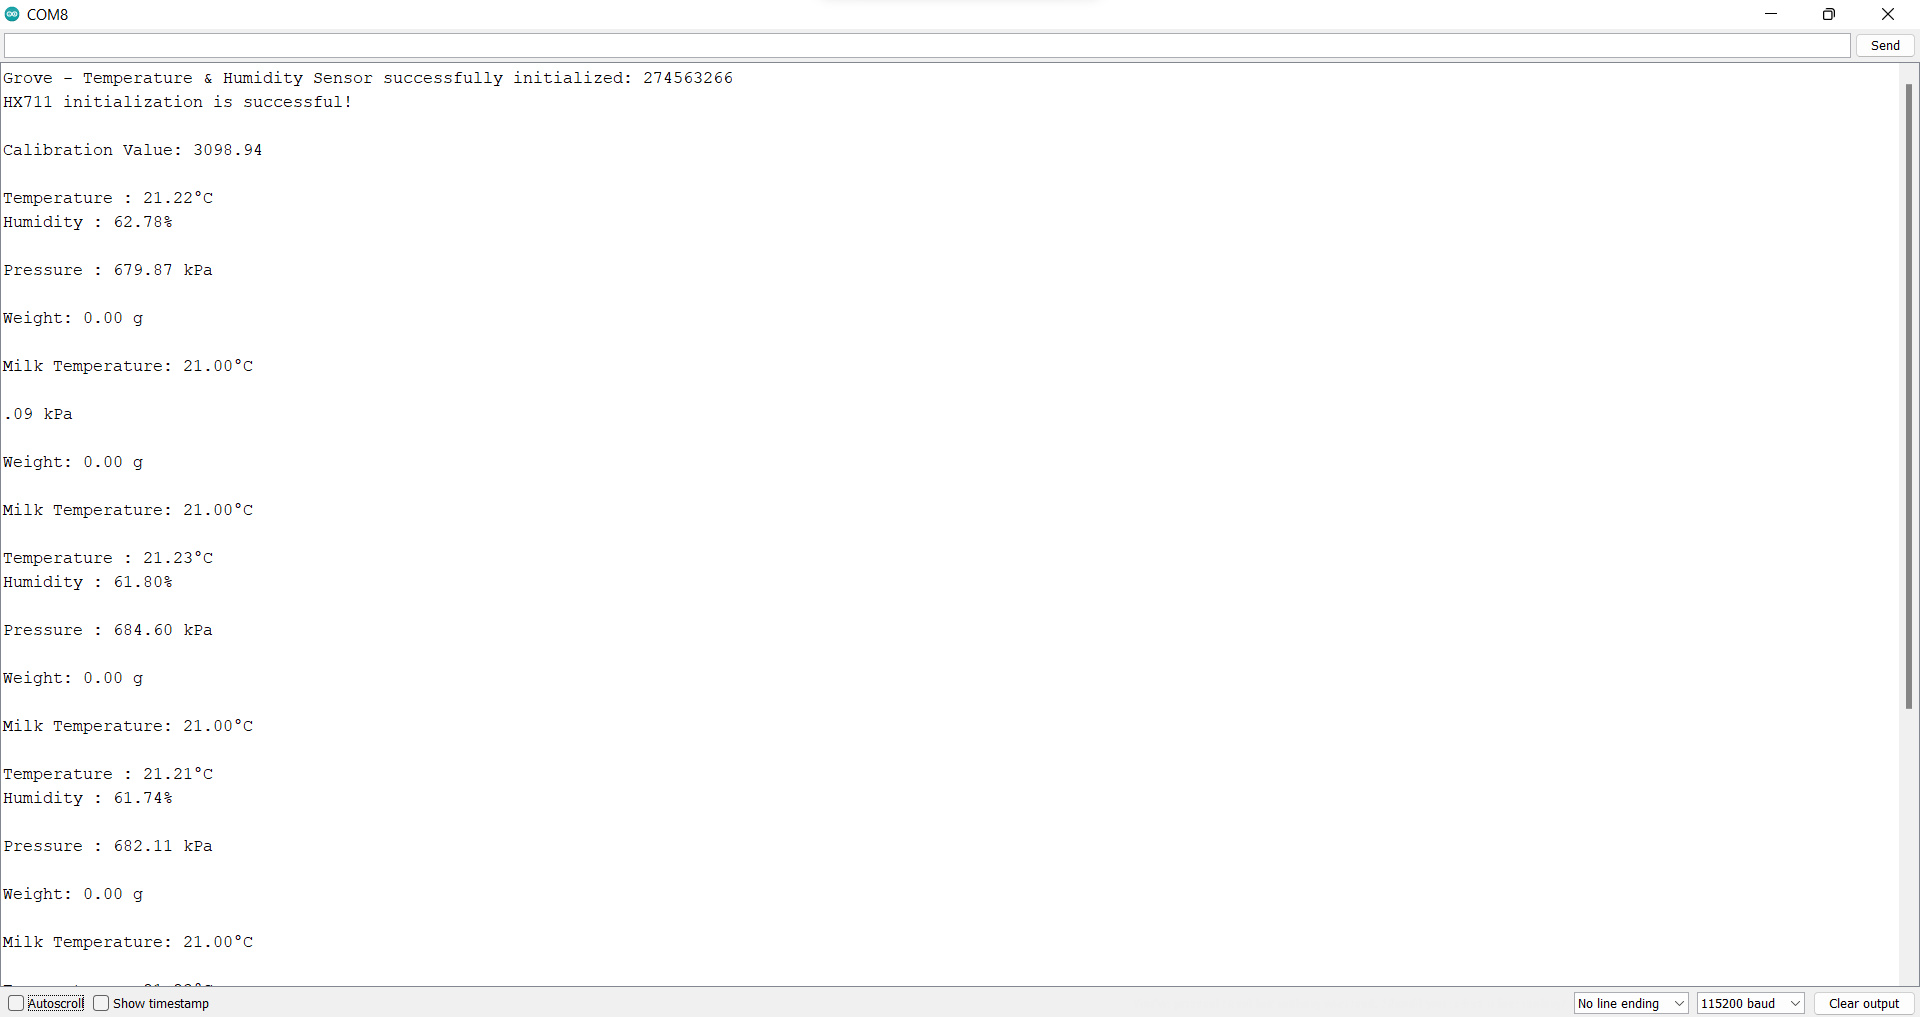 COM8
Send
Grove - Temperature & Humidity Sensor successfully initialized: 274563266
HX711 initialization is successful!
Calibration Value: 3098.94
Temperature : 21.22°C
Humidity : 62.78%
Pressure : 679.87 kPa
Weight: 0.00 g
Milk Temperature: 21.00°C
.09 kPa
Weight: 0.00 g
Milk Temperature: 21.00°C
Temperature : 21.23°C
Humidity : 61.80%
Pressure : 684.60 kPa
Weight: 0.00 g
Milk Temperature: 21.00°C
Temperature : 21.21°C
Humidity : 61.74%
Pressure : 682.11 kPa
Weight: 0.00 g
Milk Temperature: 21.00°C
Autoscroll Show timestamp No line ending 115200 baud Clear output